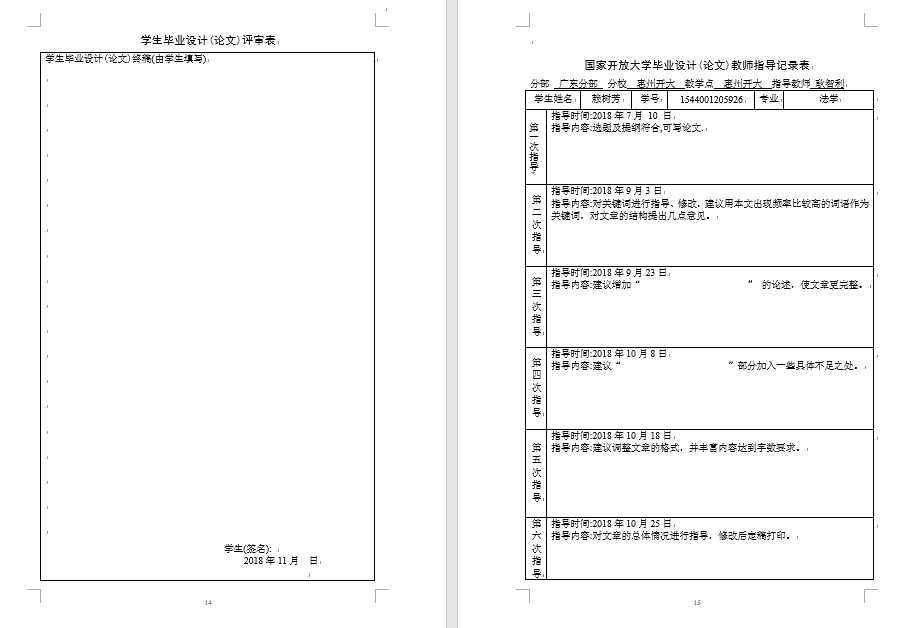 学生毕业设计(论文)评审表
学生毕业设计(论文)终稿(由学生填写)
学生(签名):
2018 年 11 月 日
14
国家开放大学毕业设计(论文)教师指导记录表
分部 广东分部 分校 惠州开大 教学点 惠州开大 指导教师 耿智利
学生姓名 赖树芳 学号 1544001205926 专业 法学
第一次指导
指导时间:2018 年 7 月 10 日
指导内容:选题及提纲符合,可写论文.
第二次指导
指导时间:2018 年 9 月 3 日
指导内容:对关键词进行指导、修改，建议用本文出现频率比较高的词语作为
关键词，对文章的结构提出几点意见。
第三次指导
指导时间:2018 年 9 月 23 日
指导内容:建议增加“ ” 的论述，使文章更完整。
第四次指导
指导时间:2018 年 10 月 8 日
指导内容:建议“ ”部分加入一些具体不足之处。
第五次指导
指导时间:2018 年 10 月 18 日
指导内容:建议调整文章的格式，并丰富内容达到字数要求。
第六次指导
指导时间:2018 年 10 月 25 日
指导内容:对文章的总体情况进行指导，修改后定稿打印。
15